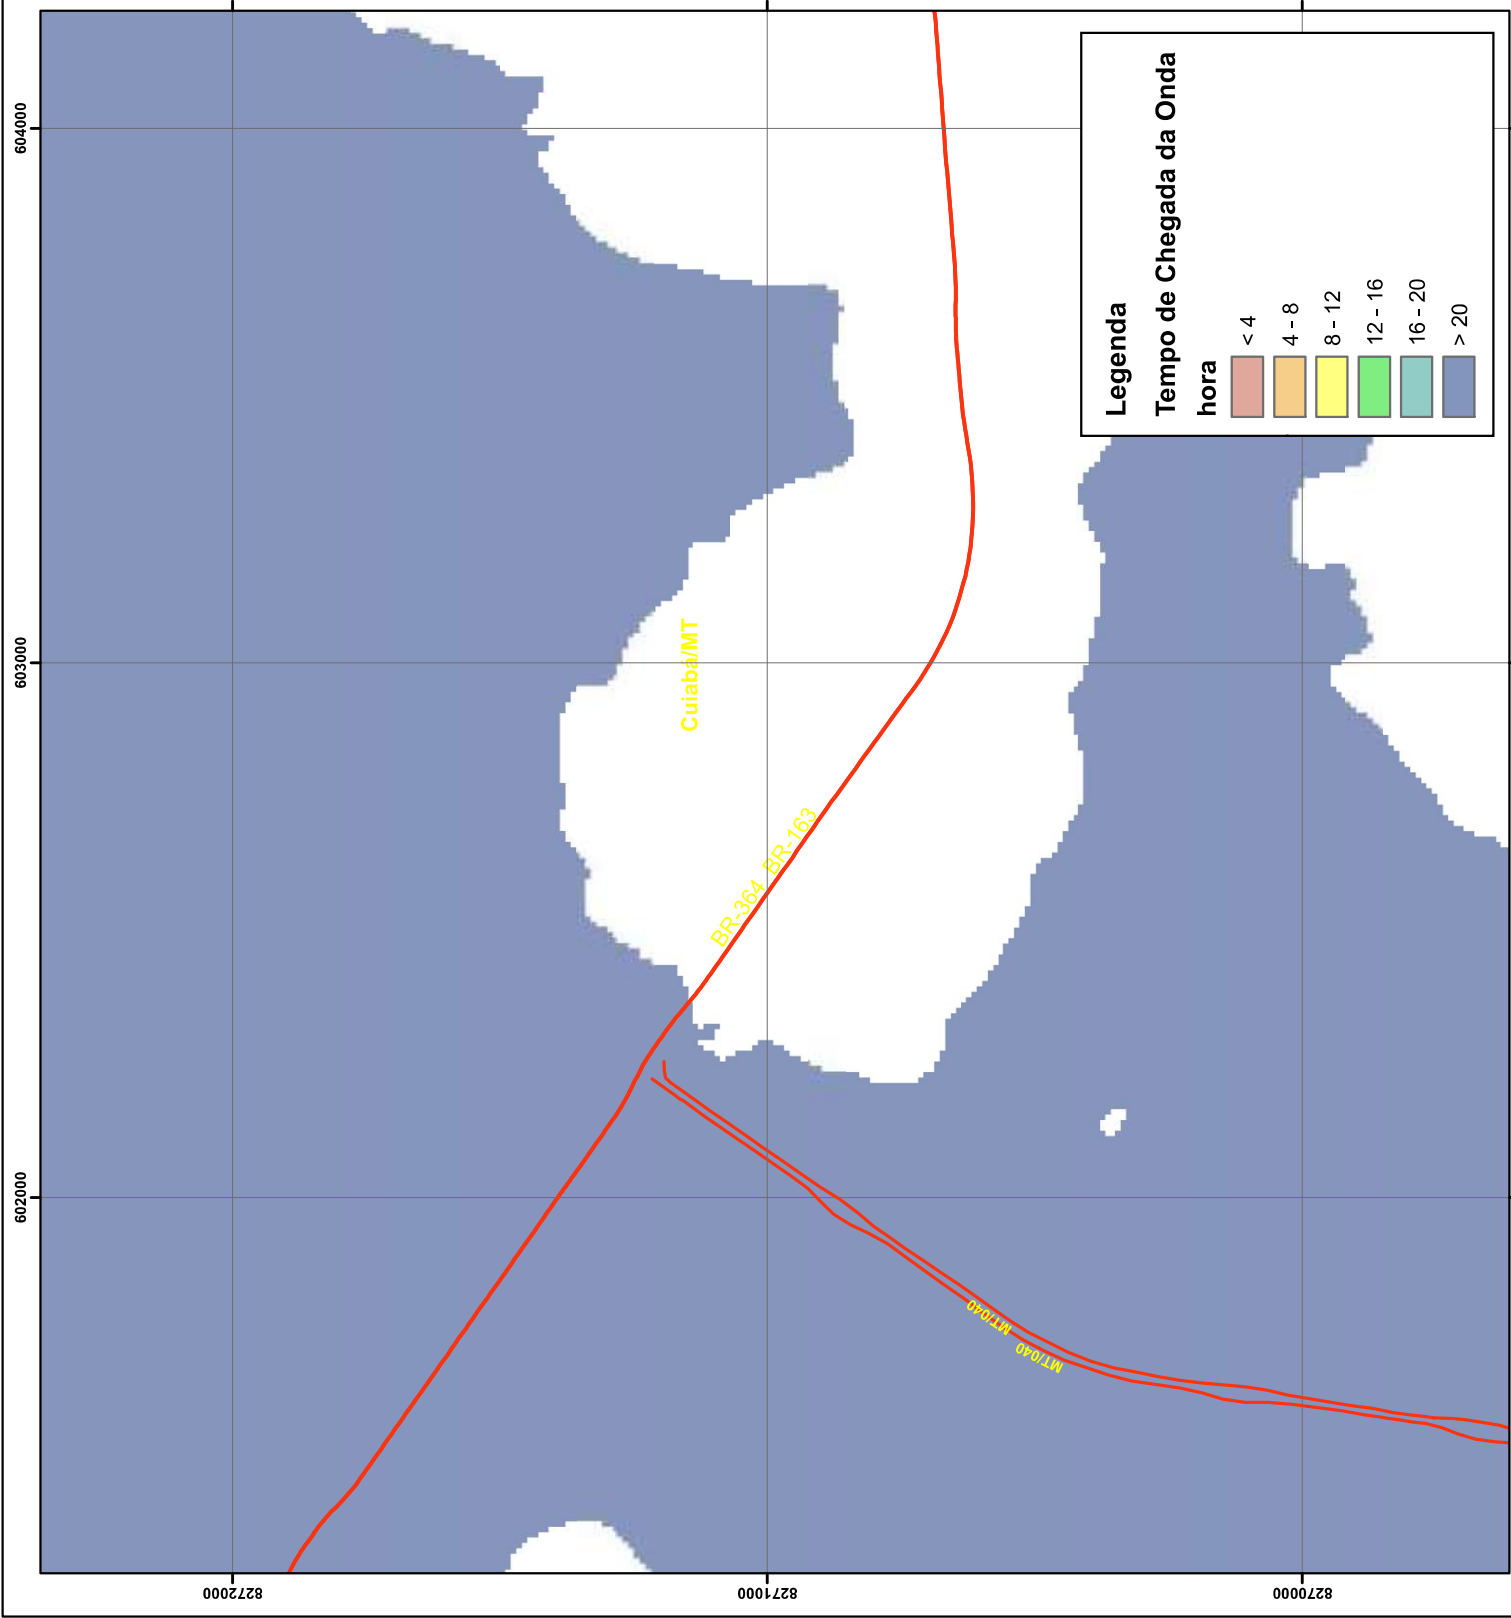 604000
603000
602000
8272000
8271000
8270000
Cuiaba/MT
BR-364 BR-163
MT/040
MT/040
Legenda
Tempo de Chegada da Onda
hora
< 4
4 - 8
8 - 12
12 - 16
16 - 20
> 20